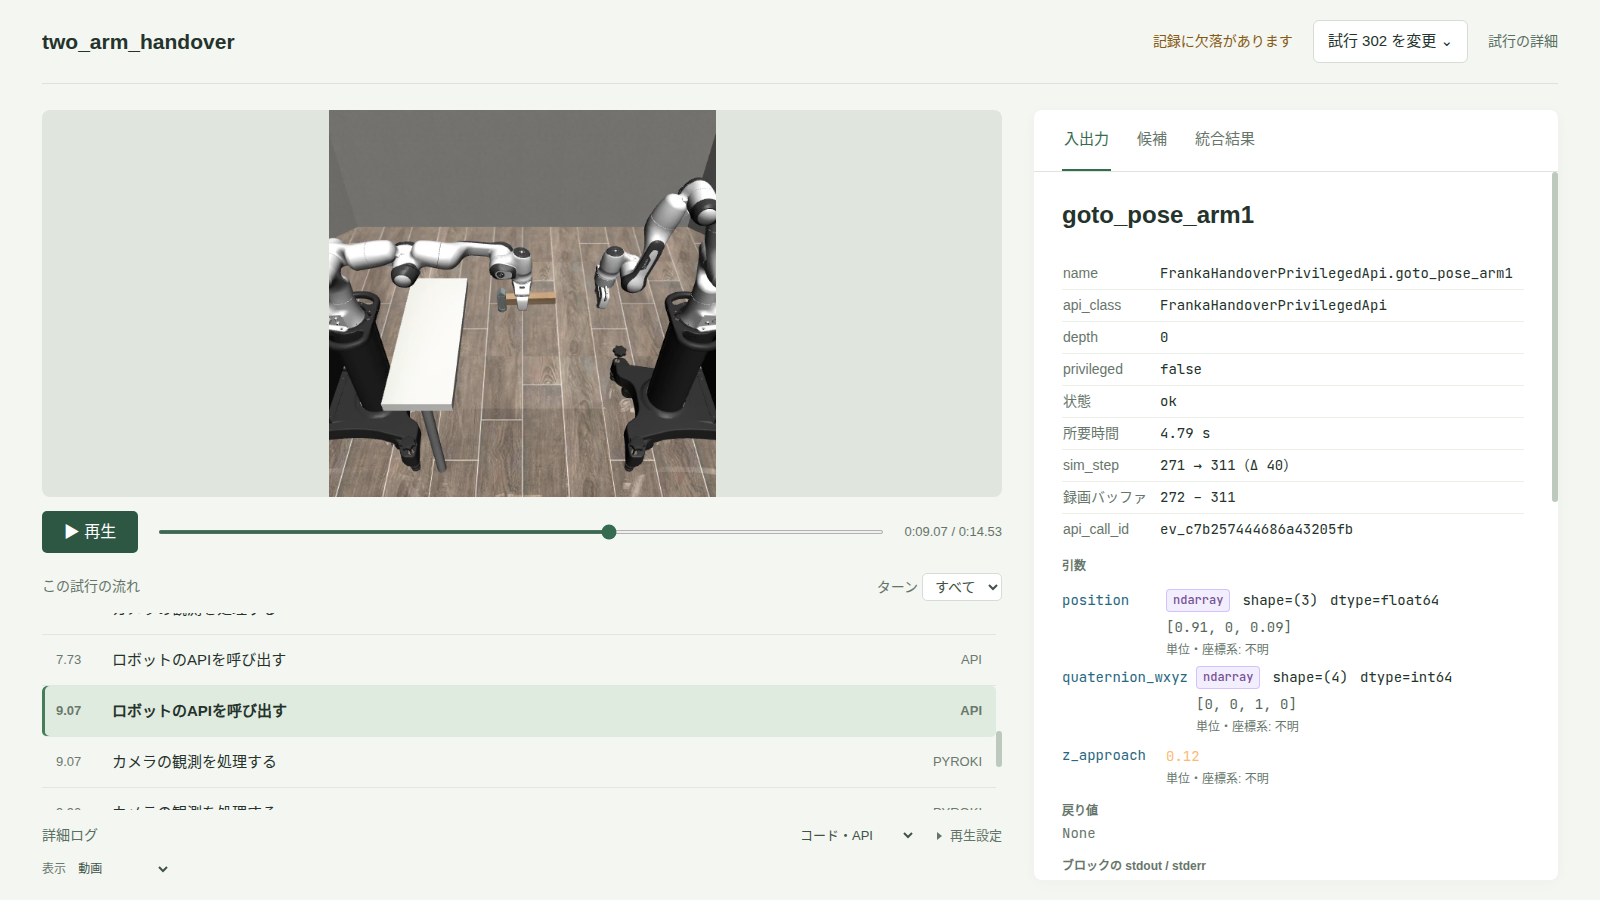 two_arm_handover
記録に欠落があります
試行 302 を変更
試行の詳細
再生
0:09.07 / 0:14.53
この試行の流れ
ターン すべて
7.73 ロボットのAPIを呼び出す API
9.07 ロボットのAPIを呼び出す API
9.07 カメラの観測を処理する PYROKI
詳細ログ
コード・API
再生設定
表示 動画
入出力 候補 統合結果
goto_pose_arm1
name FrankaHandoverPrivilegedApi.goto_pose_arm1
api_class FrankaHandoverPrivilegedApi
depth 0
privileged false
状態 ok
所要時間 4.79 s
sim_step 271 → 311 (Δ 40)
録画バッファ 272 – 311
api_call_id ev_c7b257444686a43205fb
引数
position ndarray shape=(3) dtype=float64
[0.91, 0, 0.09]
単位・座標系: 不明
quaternion_wxyz ndarray shape=(4) dtype=int64
[0, 0, 1, 0]
単位・座標系: 不明
z_approach 0.12
単位・座標系: 不明
戻り値
None
ブロックの stdout / stderr